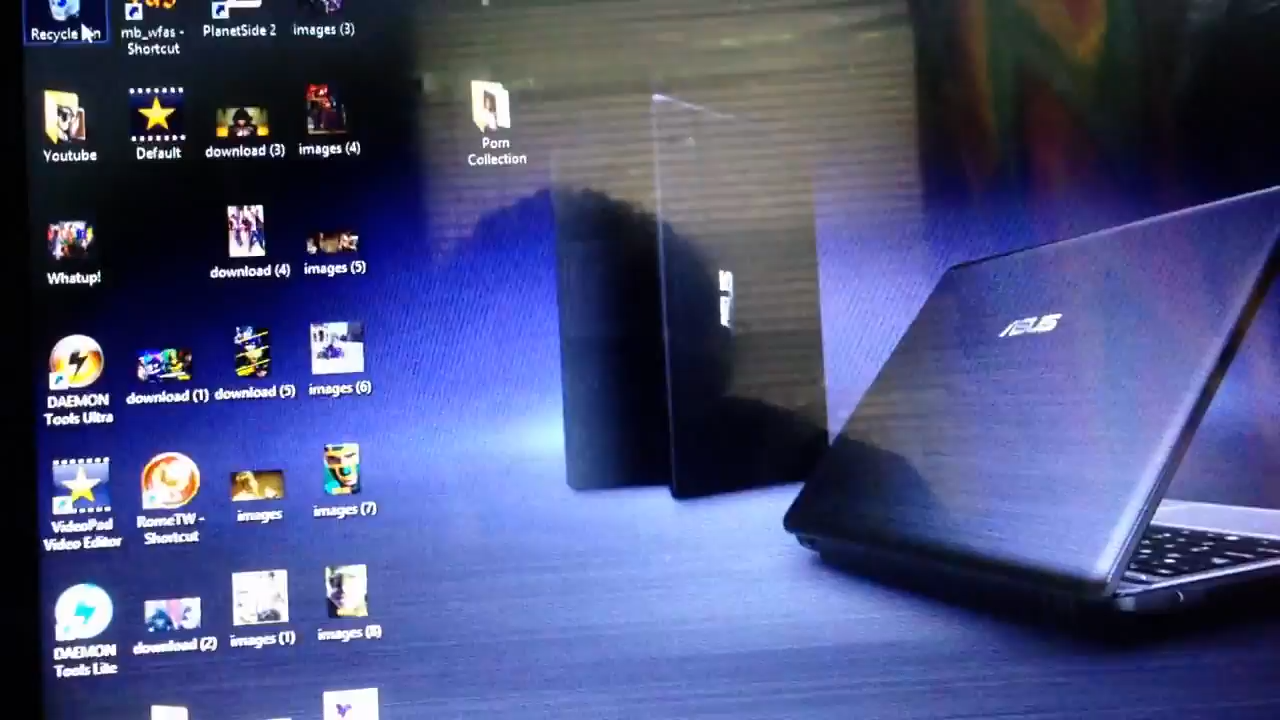 Recycle Bin
mb_wfas -
Shortcut
PlanetSide 2
images (3)
Youtube
Default
download (3)
images (4)
Porn
Collection
Whatup!
download (4)
images (5)
DAEMON
Tools Ultra
download (1)
download (5)
images (6)
VideoPad
Video Editor
RomeTW -
Shortcut
images
images (7)
DAEMON
Tools Lite
download (2)
images (1)
images (8)
ASUS
ASUS